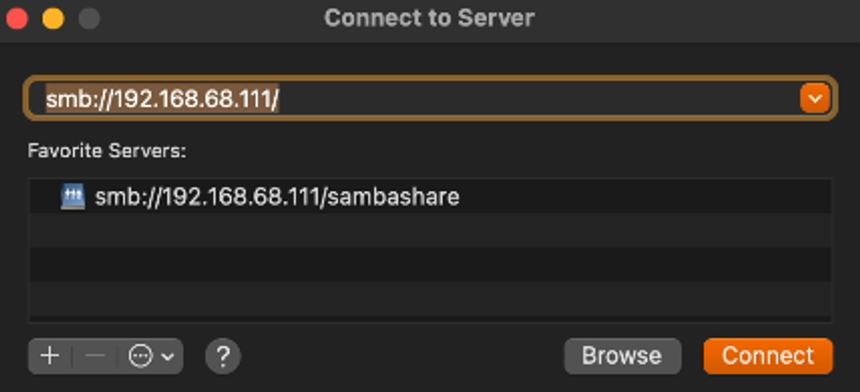 Connect to Server
smb://192.168.68.111/
Favorite Servers:
smb://192.168.68.111/sambashare
+ − ?
Browse
Connect